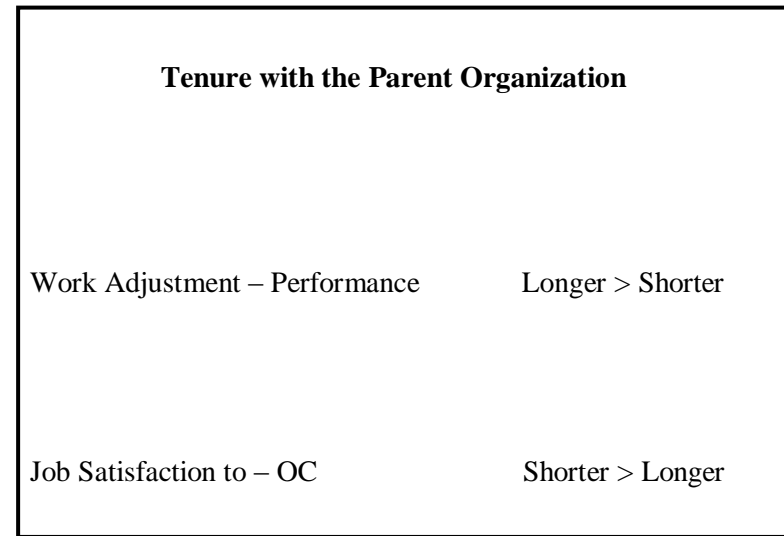 Tenure with the Parent Organization
Work Adjustment – Performance Longer > Shorter
Job Satisfaction to – OC Shorter > Longer